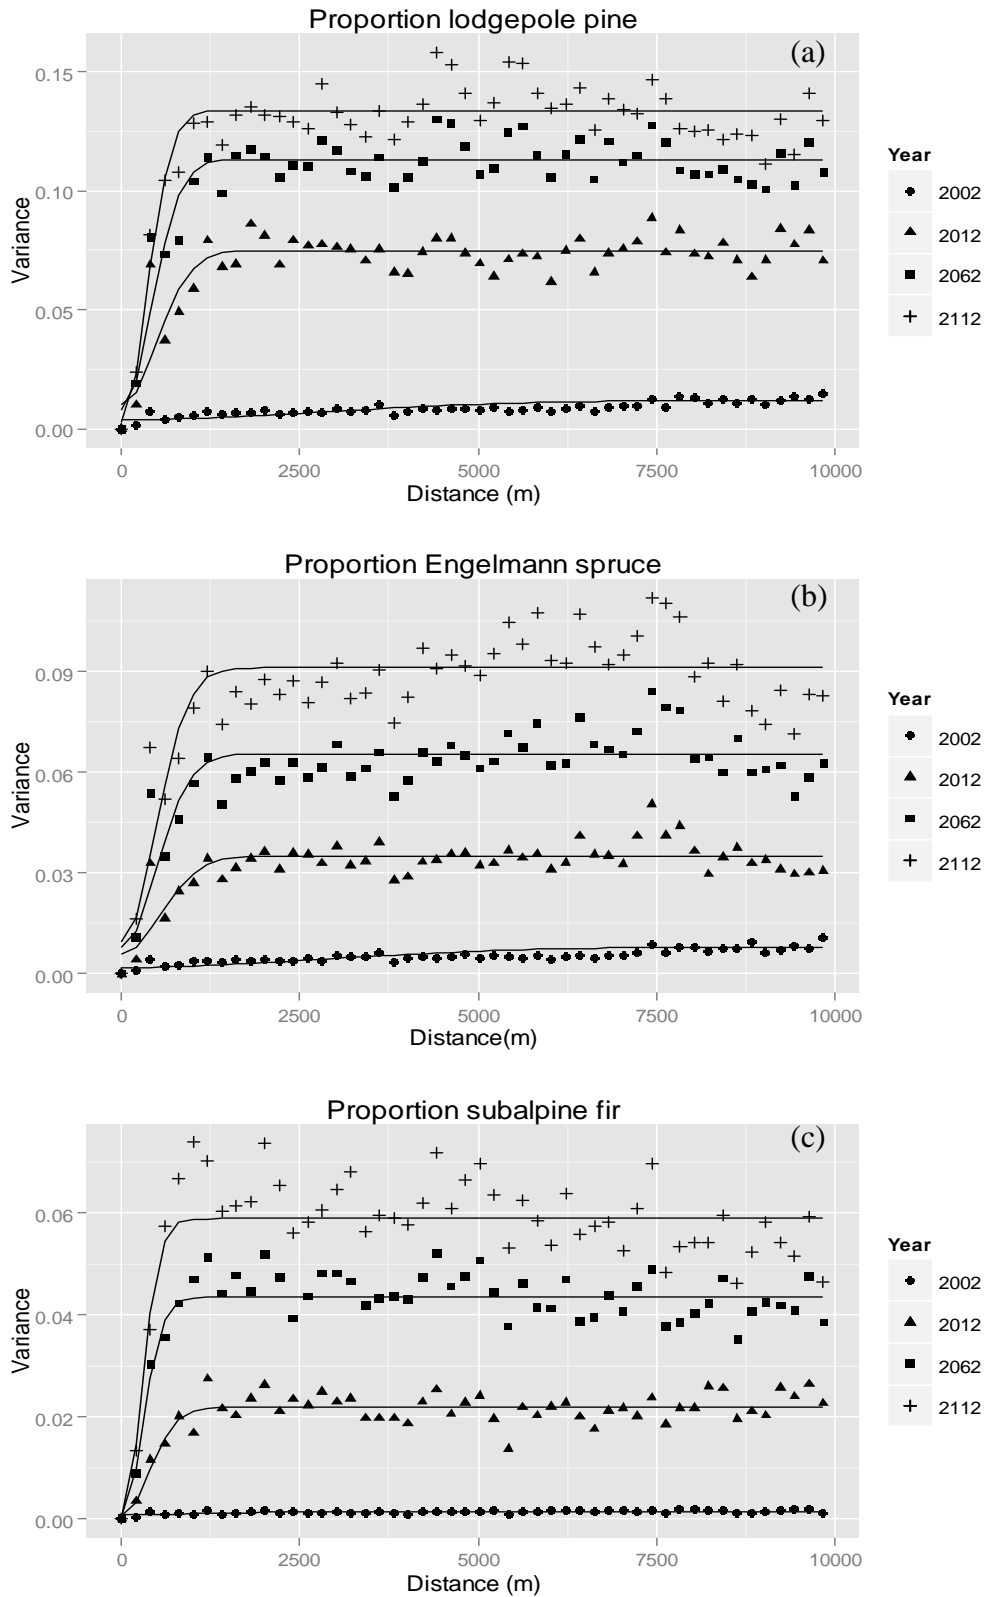 Proportion lodgepole pine
(a)
0.15
0.10
0.05
0.00
Variance
0
2500
5000
7500
10000
Distance (m)
Year
2002
2012
2062
2112
Proportion Engelmann spruce
(b)
0.09
0.06
0.03
0.00
Variance
0
2500
5000
7500
10000
Distance(m)
Year
2002
2012
2062
2112
Proportion subalpine fir
(c)
0.06
0.04
0.02
0.00
Variance
0
2500
5000
7500
10000
Distance (m)
Year
2002
2012
2062
2112